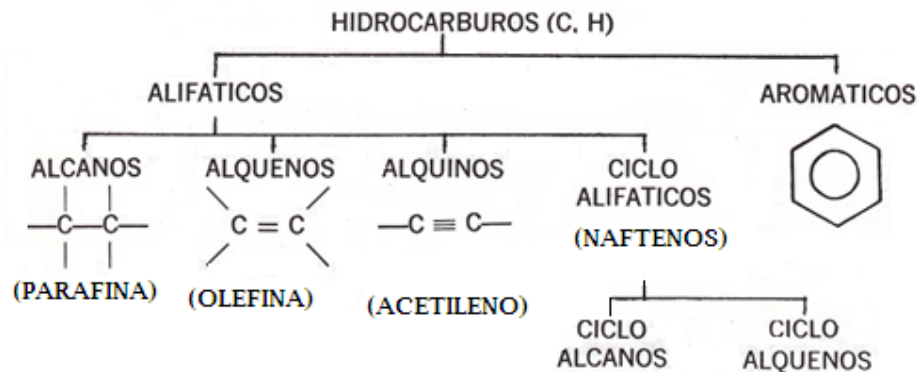 HIDROCARBUROS (C, H)
ALIFATICOS
AROMATICOS
ALCANOS
ALQUENOS
ALQUINOS
CICLO
ALIFATICOS
—C—C—
C = C
—C ≡ C—
(NAFTENOS)
(PARAFINA)
(OLEFINA)
(ACETILENO)
CICLO
ALCANOS
CICLO
ALQUENOS